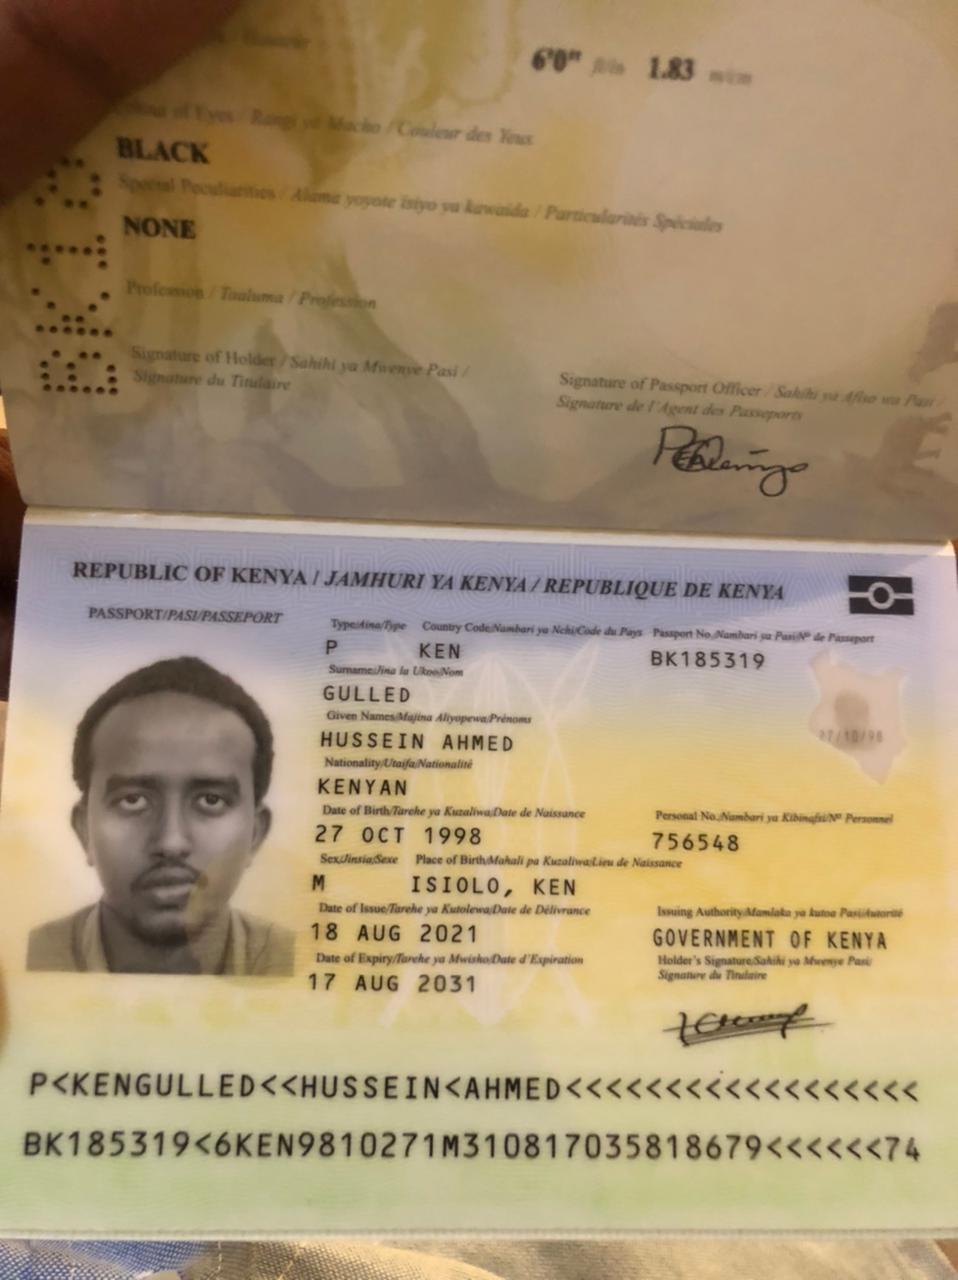 6'0" ft/in 1.83 m/cm
Colour of Eyes / Rangi ya Macho / Couleur des Yeux
BLACK
Special Peculiarities / Alama yoyote isiyo ya kawaida / Particularités Spéciales
NONE
Profession / Taaluma / Profession
Signature of Holder / Sahihi ya Mwenye Pasi /
Signature du Titulaire
Signature of Passport Officer / Sahihi ya Afisa wa Pasi /
Signature de l'Agent des Passeports
REPUBLIC OF KENYA / JAMHURI YA KENYA / REPUBLIQUE DE KENYA
PASSPORT/PASI/PASSEPORT
Type/Aina/Type Country Code/Nambari ya Nchi/Code du Pays Passport No./Nambari ya Pasi/Nº de Passeport
P KEN BK185319
Surname/Jina la Ukoo/Nom
GULLED
Given Names/Majina Aliyopewa/Prénoms
HUSSEIN AHMED
27/10/98
Nationality/Utaifa/Nationalité
KENYAN
Date of Birth/Tarehe ya Kuzaliwa/Date de Naissance Personal No./Nambari ya Kibinafsi/Nº Personnel
27 OCT 1998 756548
Sex/Jinsia/Sexe Place of Birth/Mahali pa Kuzaliwa/Lieu de Naissance
M ISIOLO, KEN
Date of Issue/Tarehe ya Kutolewa/Date de Délivrance Issuing Authority/Mamlaka ya kutoa Pasi/Autorité
18 AUG 2021 GOVERNMENT OF KENYA
Date of Expiry/Tarehe ya Mwisho/Date d'Expiration Holder's Signature/Sahihi ya Mwenye Pasi/
Signature du Titulaire
17 AUG 2031
P<KENGULLED<<HUSSEIN<AHMED<<<<<<<<<<<<<<<<<<
BK185319<6KEN9810271M310817035818679<<<<<<74